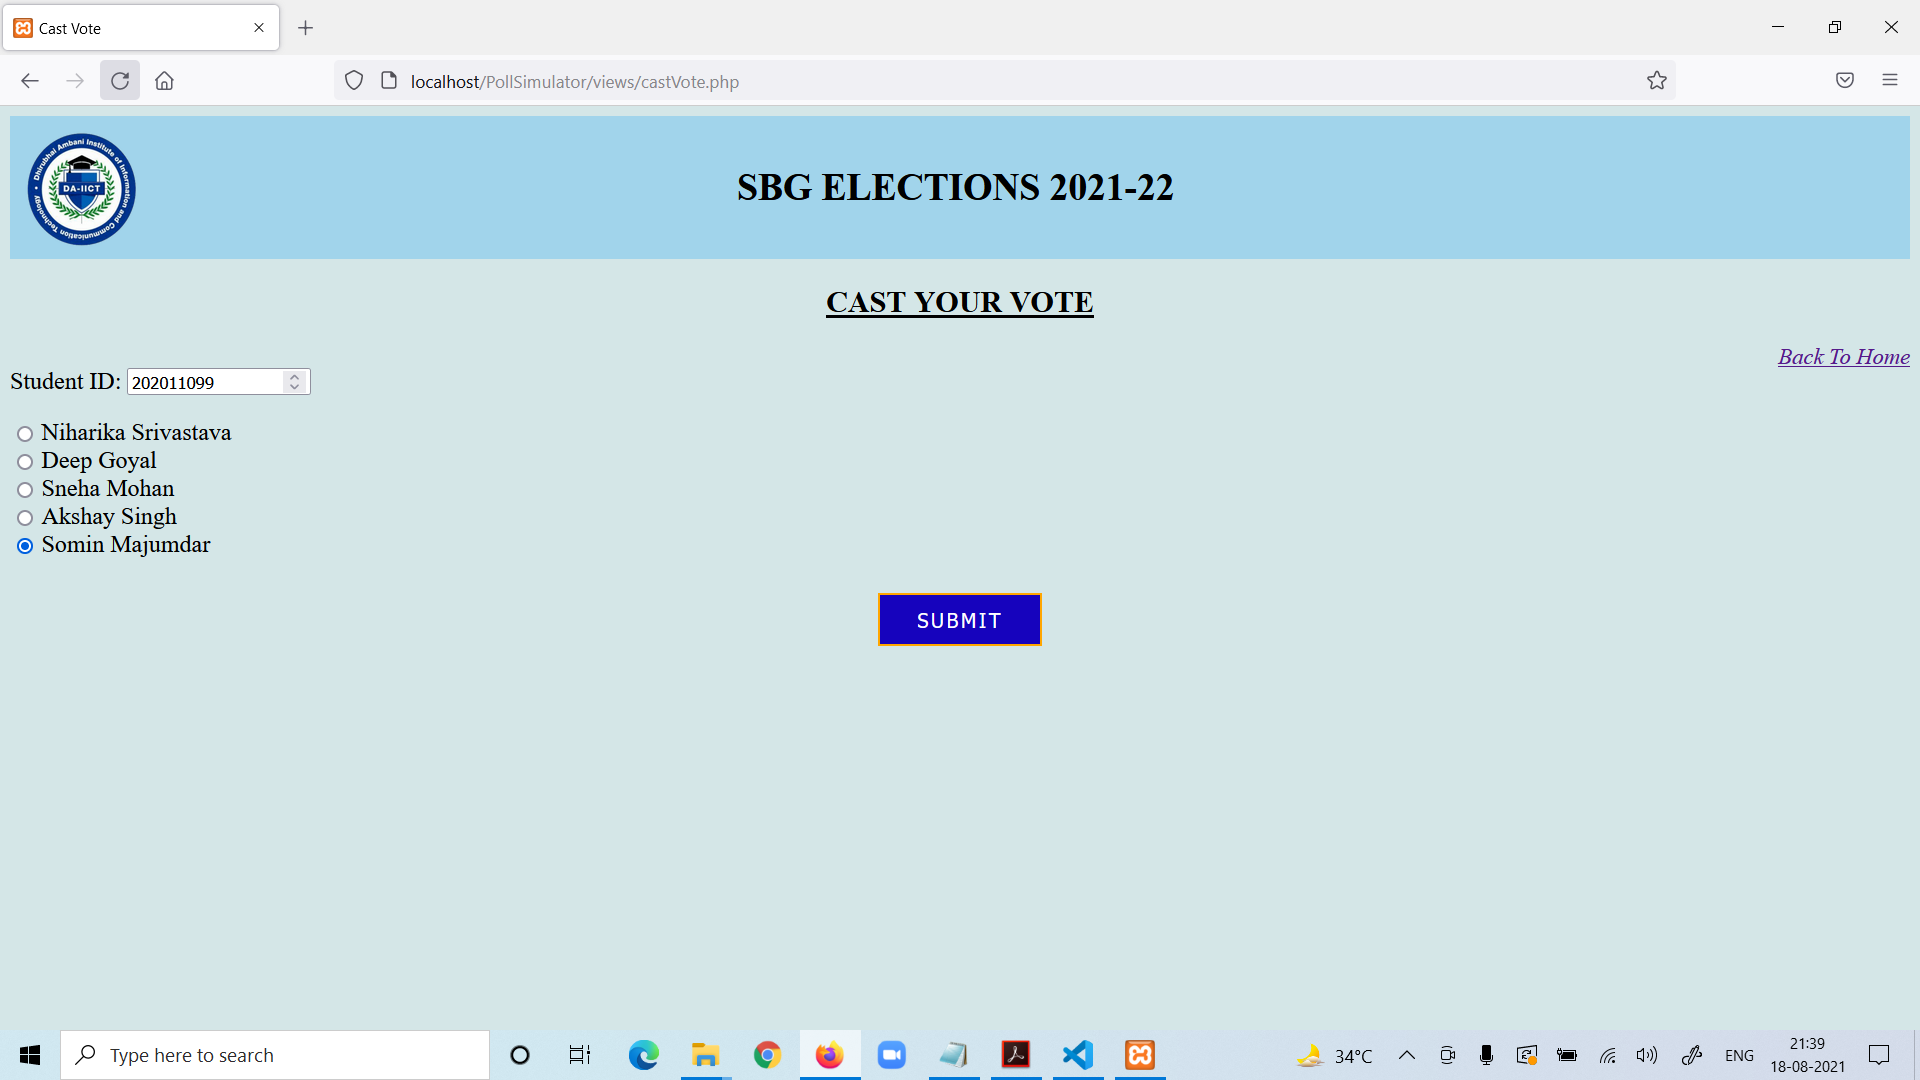 Cast Vote
localhost/PollSimulator/views/castVote.php
Dhirubhai Ambani Institute of Information and Communication Technology
DA-IICT
SBG ELECTIONS 2021-22
CAST YOUR VOTE
Back To Home
Student ID: 202011099
Niharika Srivastava
Deep Goyal
Sneha Mohan
Akshay Singh
Somin Majumdar
SUBMIT
Type here to search
34°C
ENG
21:39
18-08-2021